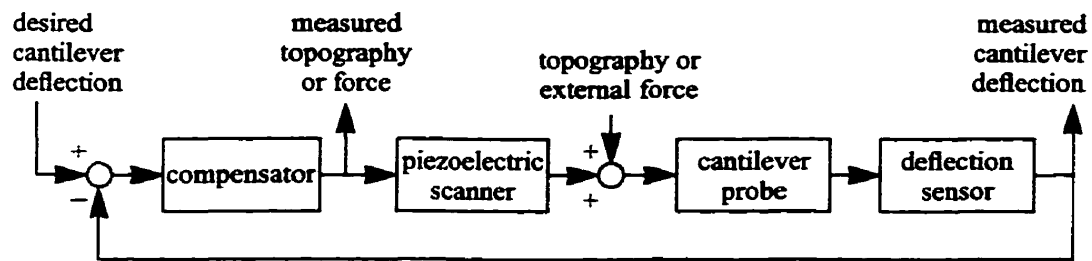 desired
cantilever
deflection
measured
topography
or force
topography or
external force
measured
cantilever
deflection
+
−
compensator
piezoelectric
scanner
+
+
cantilever
probe
deflection
sensor